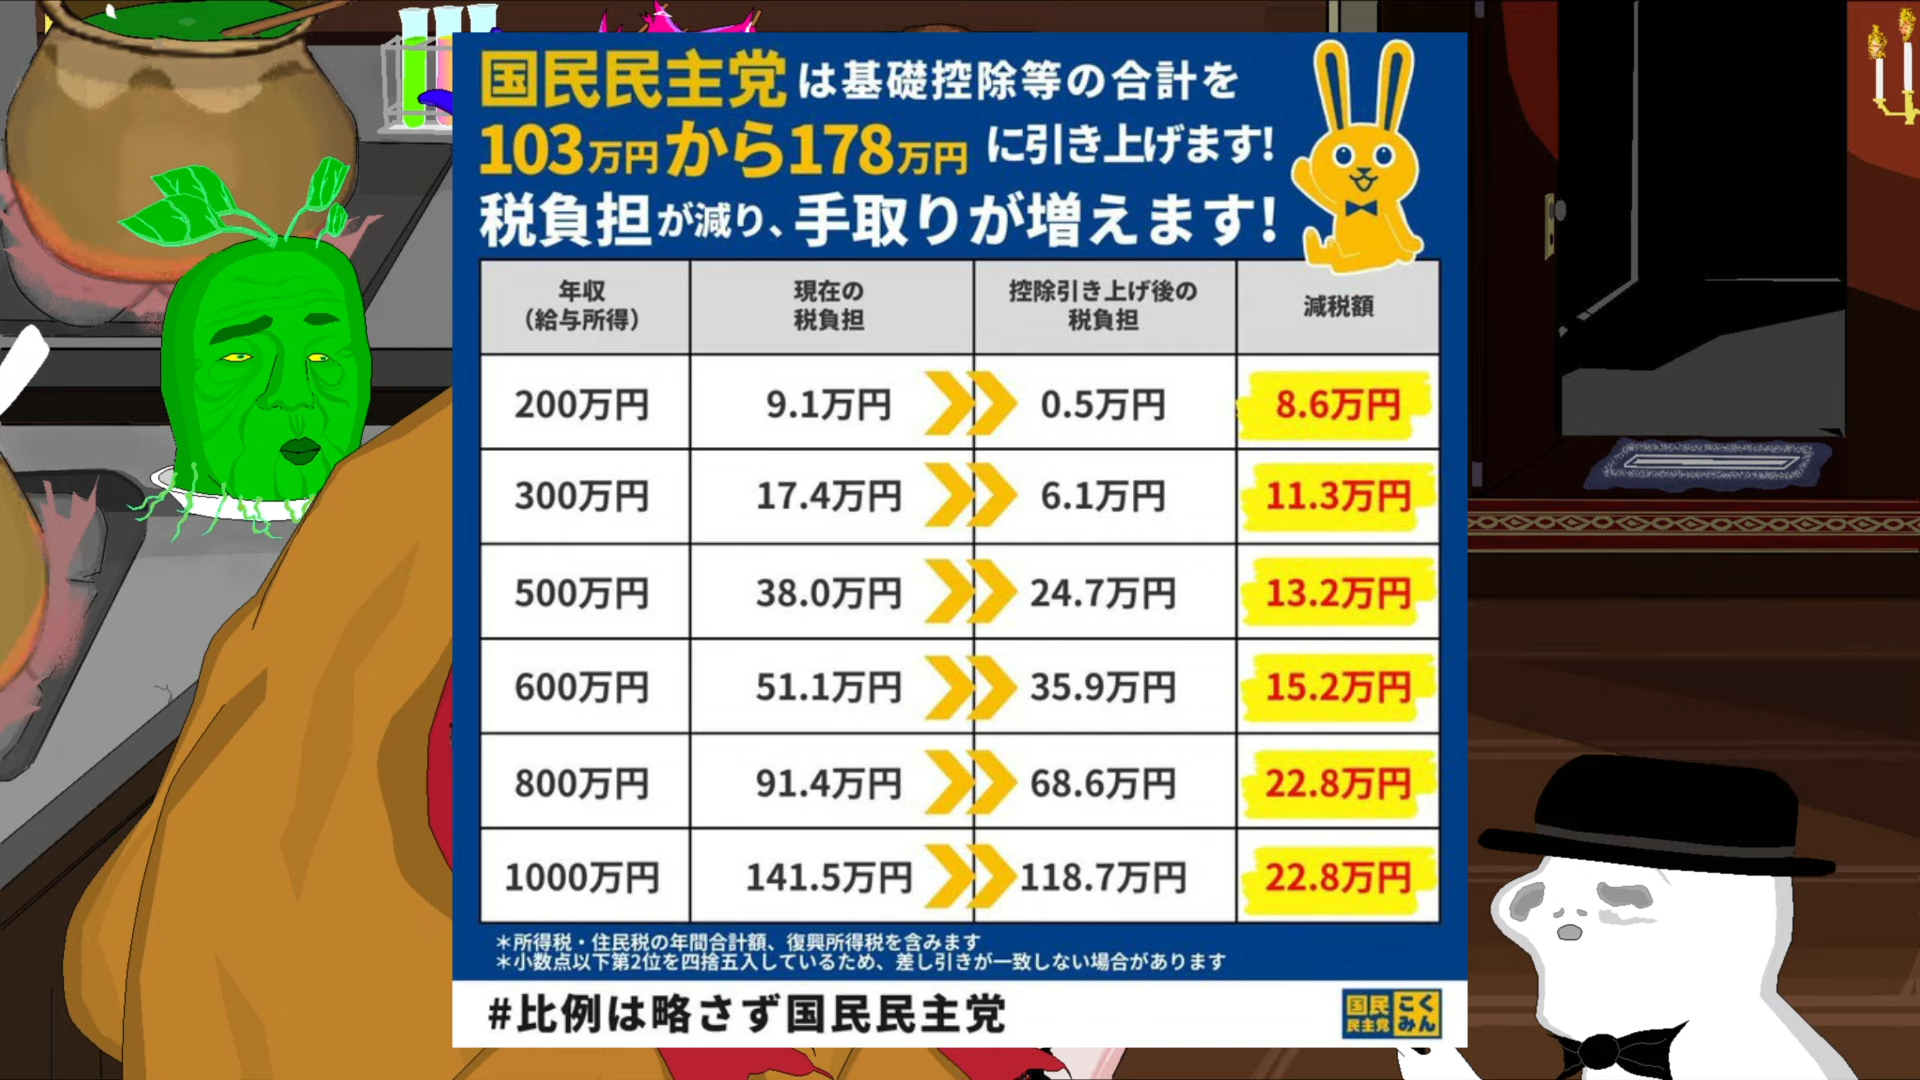 国民民主党は基礎控除等の合計を
103万円から178万円に引き上げます!
税負担が減り、手取りが増えます!
年収
（給与所得）
現在の
税負担
控除引き上げ後の
税負担
減税額
200万円 9.1万円 0.5万円 8.6万円
300万円 17.4万円 6.1万円 11.3万円
500万円 38.0万円 24.7万円 13.2万円
600万円 51.1万円 35.9万円 15.2万円
800万円 91.4万円 68.6万円 22.8万円
1000万円 141.5万円 118.7万円 22.8万円
＊所得税・住民税の年間合計額、復興所得税を含みます
＊小数点以下第2位を四捨五入しているため、差し引きが一致しない場合があります
#比例は略さず国民民主党
国民
民主党
こく
みん